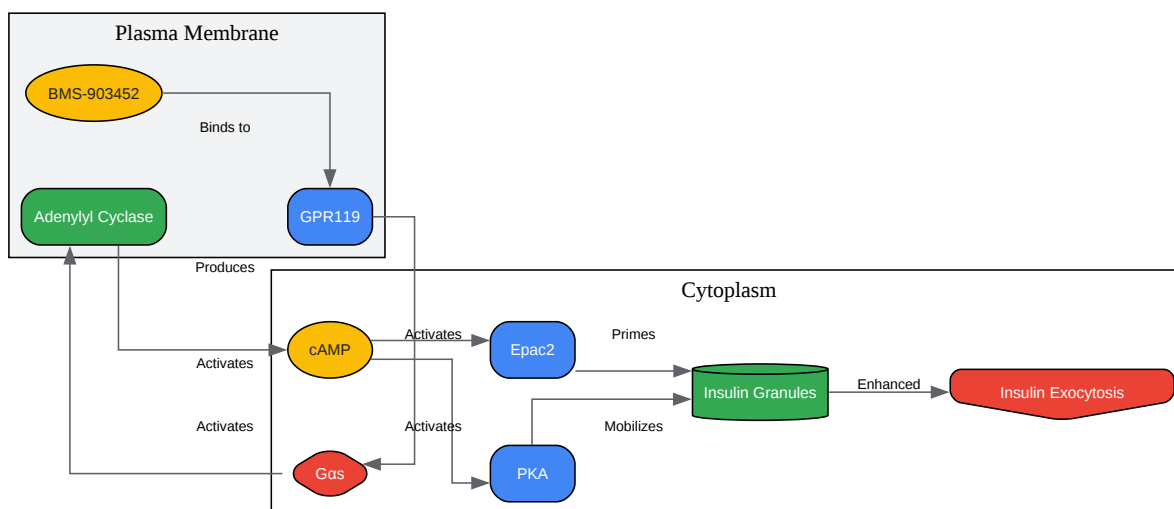 Plasma Membrane
BMS-903452
Binds to
Adenylyl Cyclase
GPR119
Produces
Cytoplasm
Activates
Primes
cAMP
Epac2
Activates
Insulin Granules
Enhanced
Insulin Exocytosis
Activates
Activates
Mobilizes
Gαs
PKA